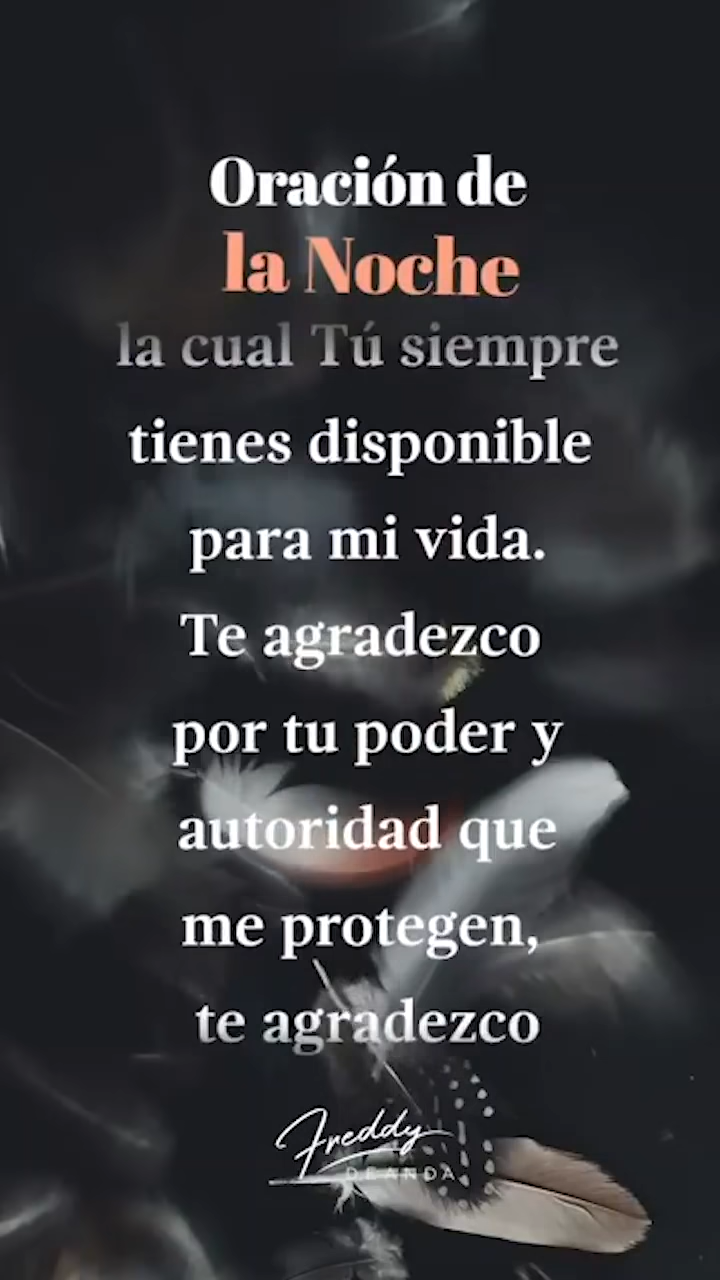 Oración de
la Noche
la cual Tú siempre
tienes disponible
para mi vida.
Te agradezco
por tu poder y
autoridad que
me protegen,
te agradezco
Freddy
DEANDA